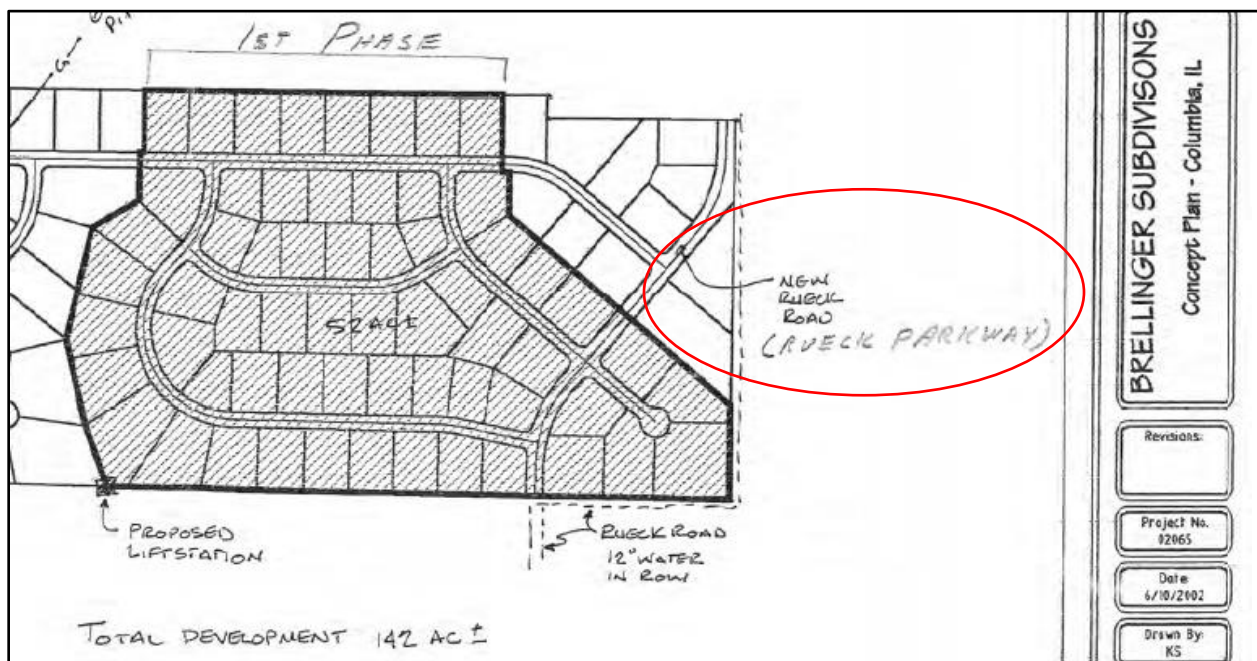 1ST PHASE
G
52 AC±
NEW
RUECK
ROAD
(RUECK PARKWAY)
PROPOSED
LIFTSTATION
RUECK ROAD
12" WATER
IN ROW
TOTAL DEVELOPMENT 142 AC±
BRELLINGER SUBDIVISONS
Concept Plan - Columbia, IL
Revisions:
Project No.
02065
Date
6/10/2002
Drawn By:
KS